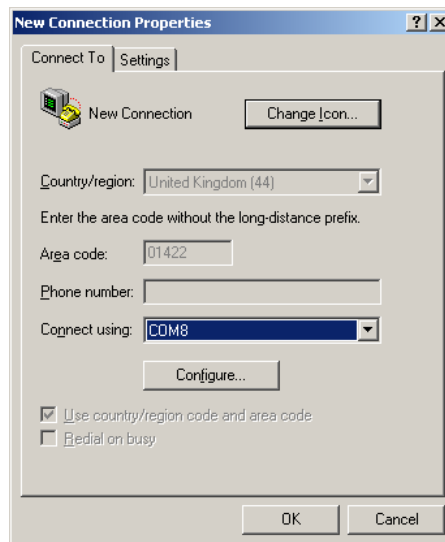 New Connection Properties
Connect To Settings
New Connection Change Icon...
Country/region: United Kingdom (44)
Enter the area code without the long-distance prefix.
Area code: 01422
Phone number:
Connect using: COM8
Configure...
Use country/region code and area code
Redial on busy
OK Cancel